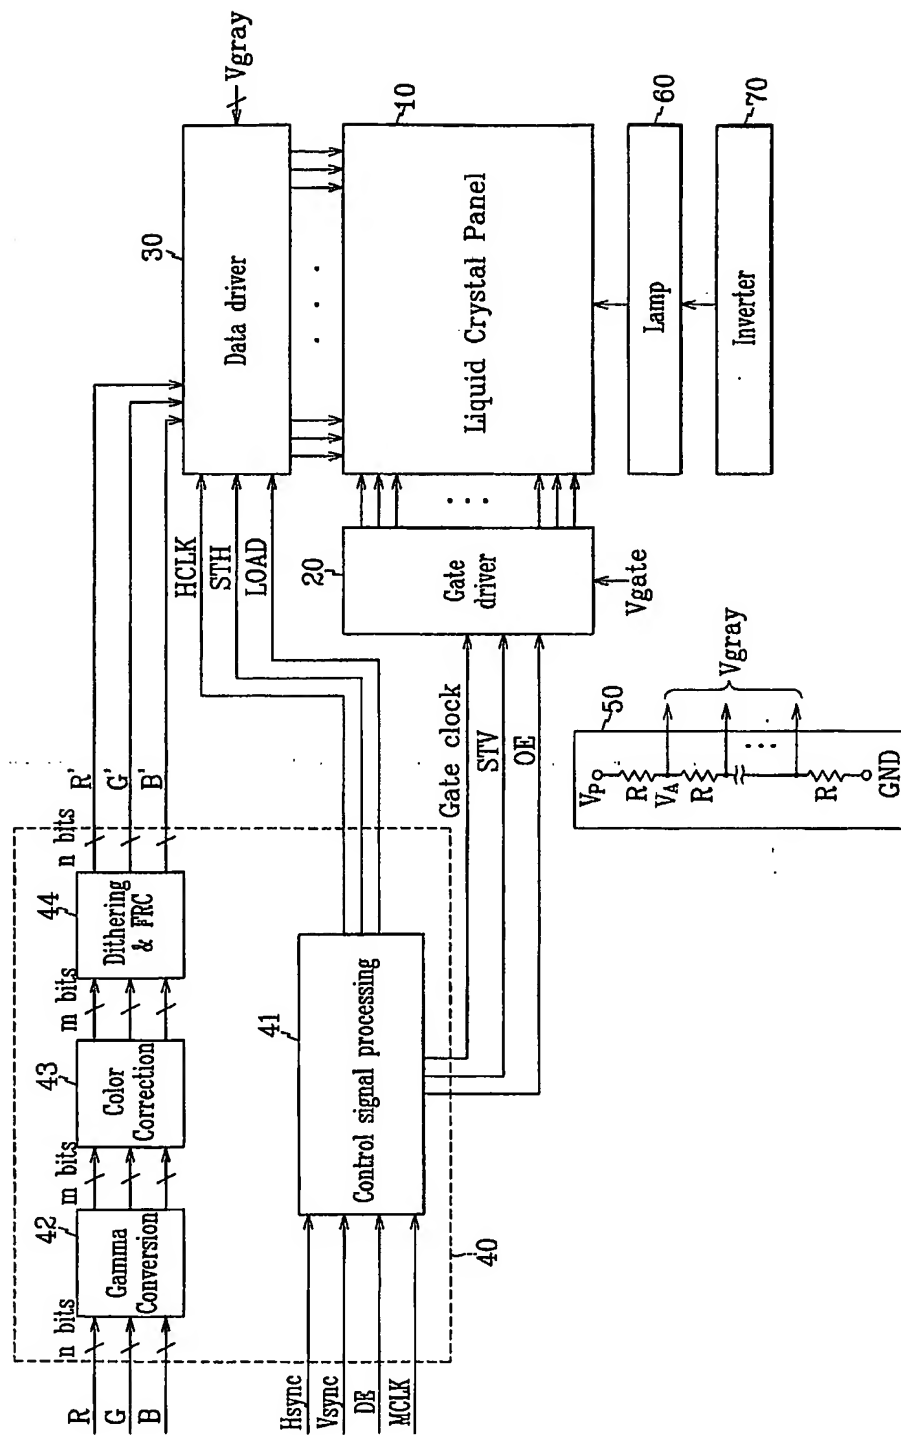 R
G
B
n bits
42
Gamma
Conversion
m bits
43
Color
Correction
m bits
44
Dithering
& FRC
n bits
R'
G'
B'
Hsync
Vsync
DE
MCLK
41
Control signal processing
40
HCLK
STH
LOAD
30
Data driver
Vgray
Gate clock
STV
OE
20
Gate
driver
Vgate
10
Liquid Crystal Panel
60
Lamp
70
Inverter
50
VP
R
VA
R
R
GND
Vgray